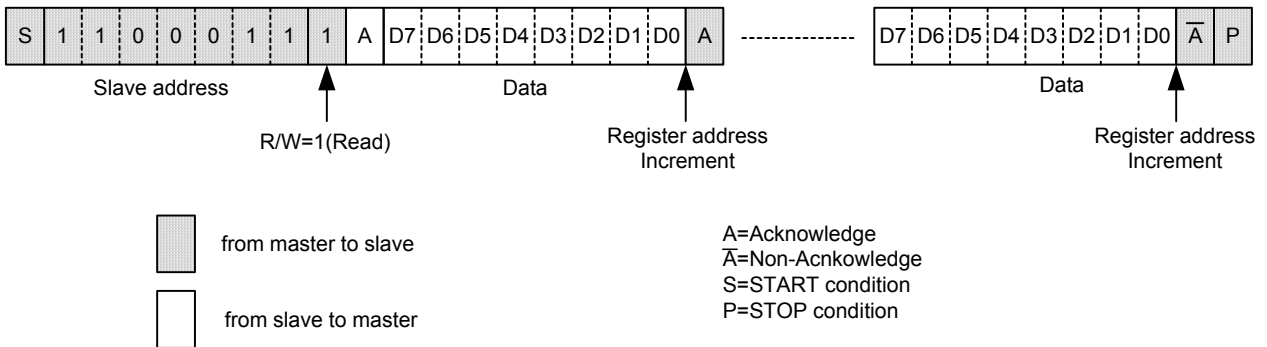 S 1 1 0 0 0 1 1 1 A D7 D6 D5 D4 D3 D2 D1 D0 A D7 D6 D5 D4 D3 D2 D1 D0 A̅ P
Slave address Data Data
R/W=1(Read)
Register address
Increment
Register address
Increment
from master to slave
from slave to master
A=Acknowledge
A̅=Non-Acnkowledge
S=START condition
P=STOP condition